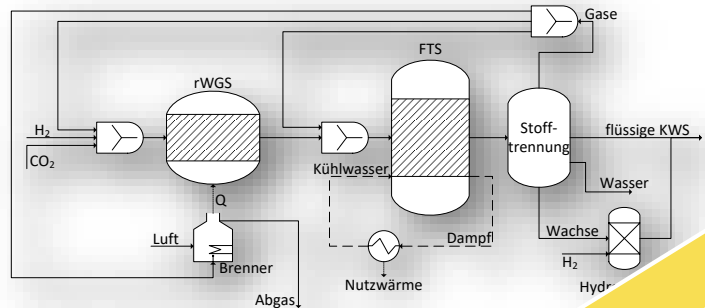 Gase
FTS
rWGS
H₂
CO₂
Stoff-
trennung
flüssige KWS
Kühlwasser
Wasser
Q
Luft
Wachse
Dampf
H₂
Brenner
Nutzwärme
Abgas